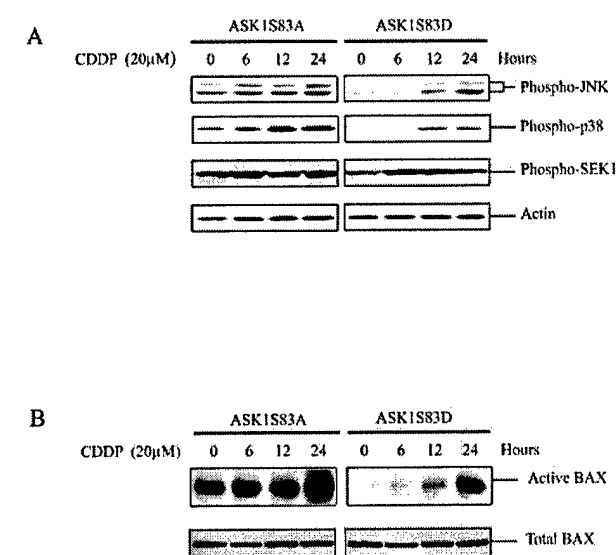 A
ASK1S83A ASK1S83D
CDDP (20µM) 0 6 12 24 0 6 12 24 Hours
Phospho-JNK
Phospho-p38
Phospho-SEK1
Actin
B
ASK1S83A ASK1S83D
CDDP (20µM) 0 6 12 24 0 6 12 24 Hours
Active BAX
Total BAX